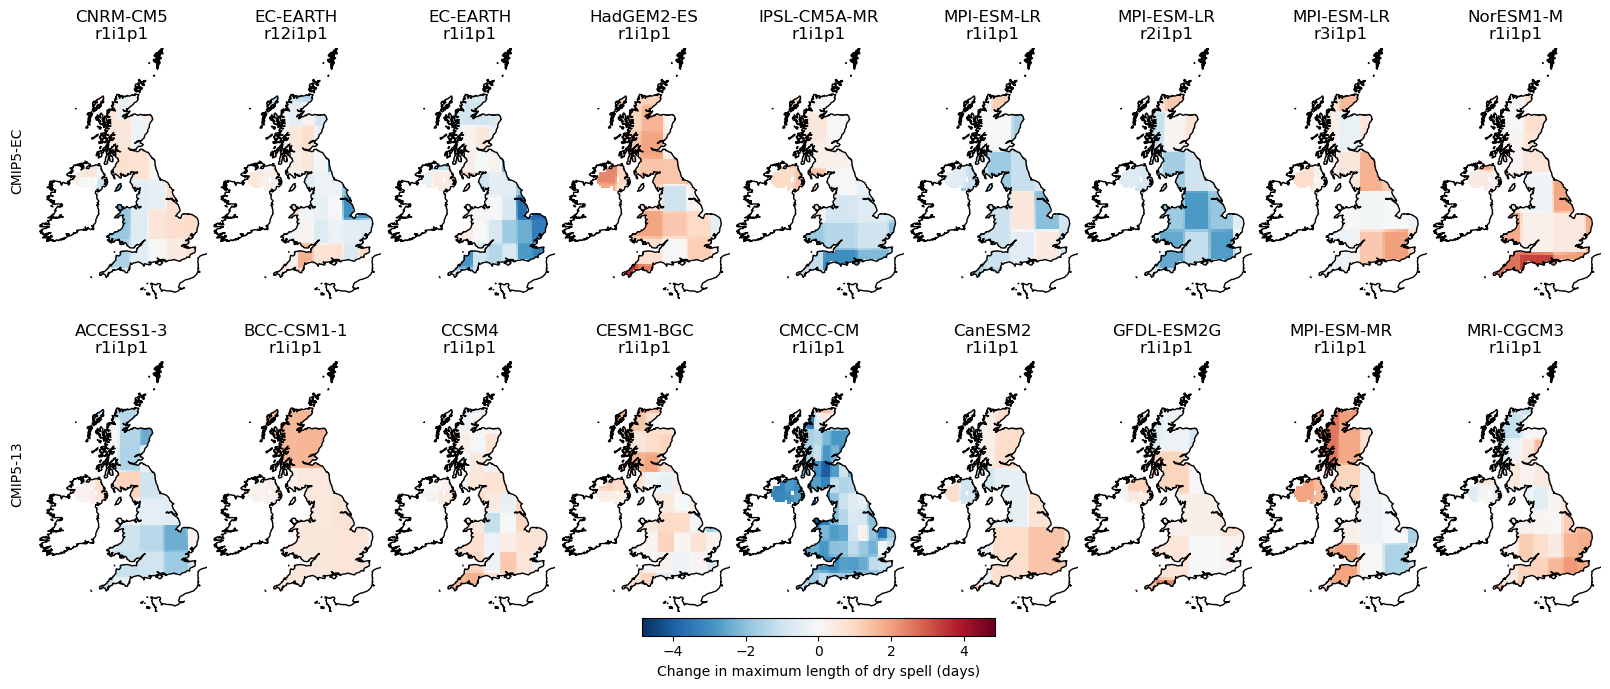 CNRM-CM5 EC-EARTH EC-EARTH HadGEM2-ES IPSL-CM5A-MR MPI-ESM-LR MPI-ESM-LR MPI-ESM-LR NorESM1-M
r1i1p1 r12i1p1 r1i1p1 r1i1p1 r1i1p1 r1i1p1 r2i1p1 r3i1p1 r1i1p1
CMIP5-EC
ACCESS1-3 BCC-CSM1-1 CCSM4 CESM1-BGC CMCC-CM CanESM2 GFDL-ESM2G MPI-ESM-MR MRI-CGCM3
r1i1p1 r1i1p1 r1i1p1 r1i1p1 r1i1p1 r1i1p1 r1i1p1 r1i1p1 r1i1p1
CMIP5-13
−4 −2 0 2 4
Change in maximum length of dry spell (days)